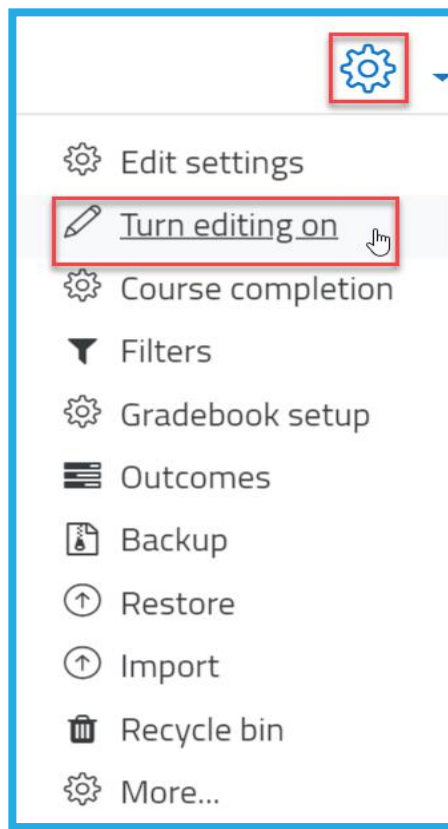 Edit settings
Turn editing on
Course completion
Filters
Gradebook setup
Outcomes
Backup
Restore
Import
Recycle bin
More...